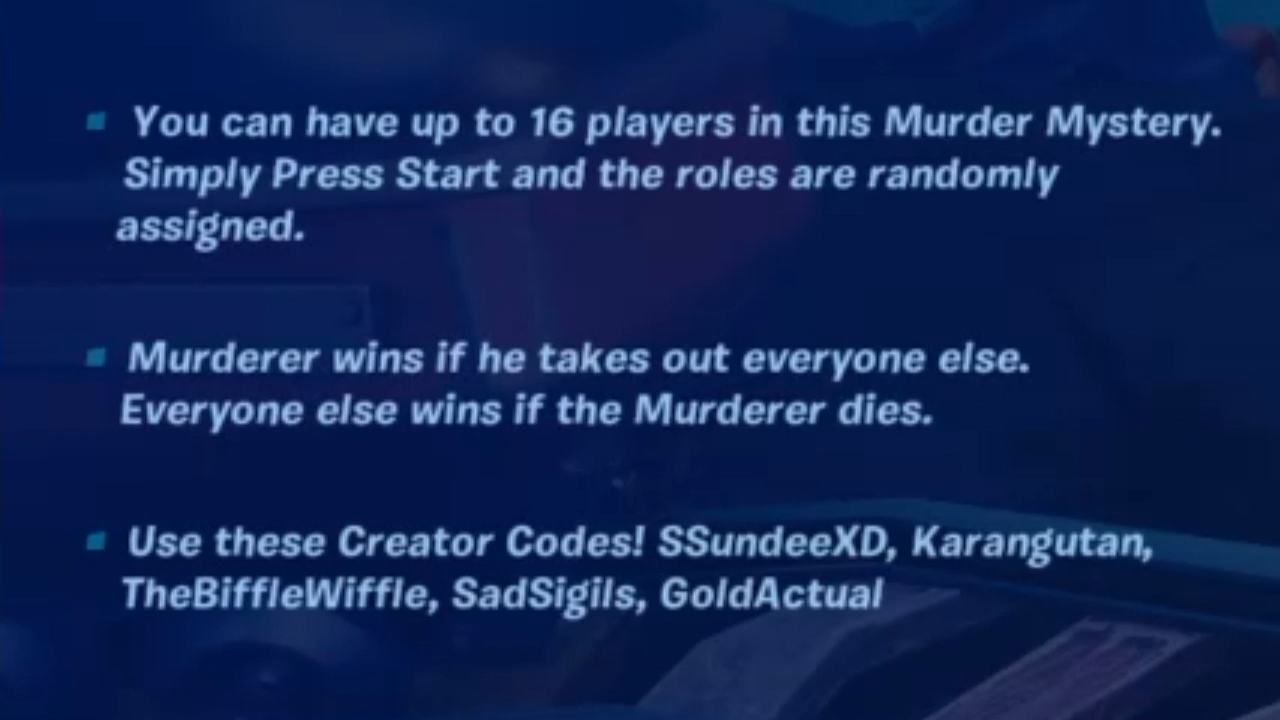 You can have up to 16 players in this Murder Mystery.
Simply Press Start and the roles are randomly
assigned.
Murderer wins if he takes out everyone else.
Everyone else wins if the Murderer dies.
Use these Creator Codes! SSundeeXD, Karangutan,
TheBiffleWiffle, SadSigils, GoldActual